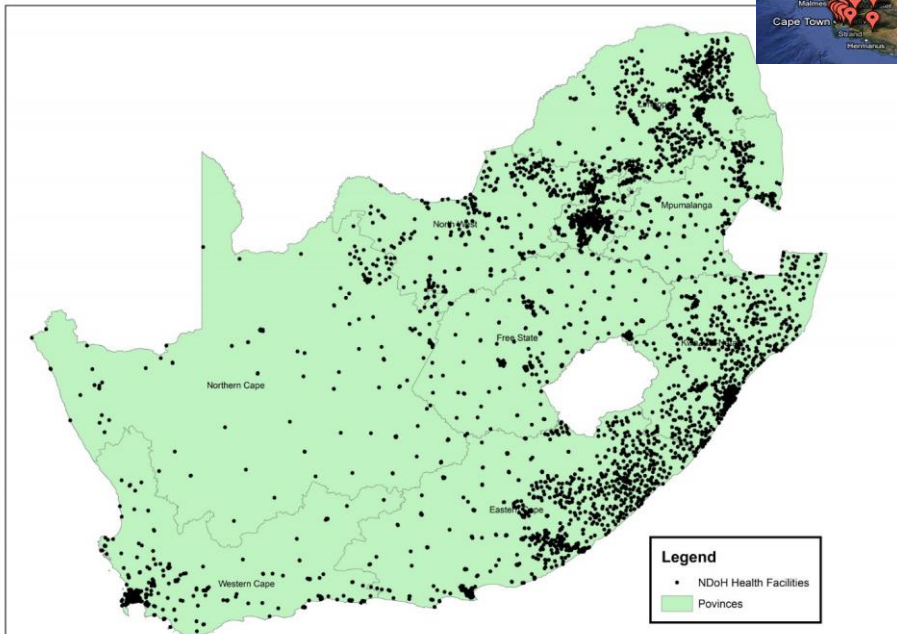 Malmes
Cape Town
Strand
Hermanus
Limpopo
Mpumalanga
North West
Free State
Northern Cape
Eastern Cape
Western Cape
Legend
NDoH Health Facilities
Povinces